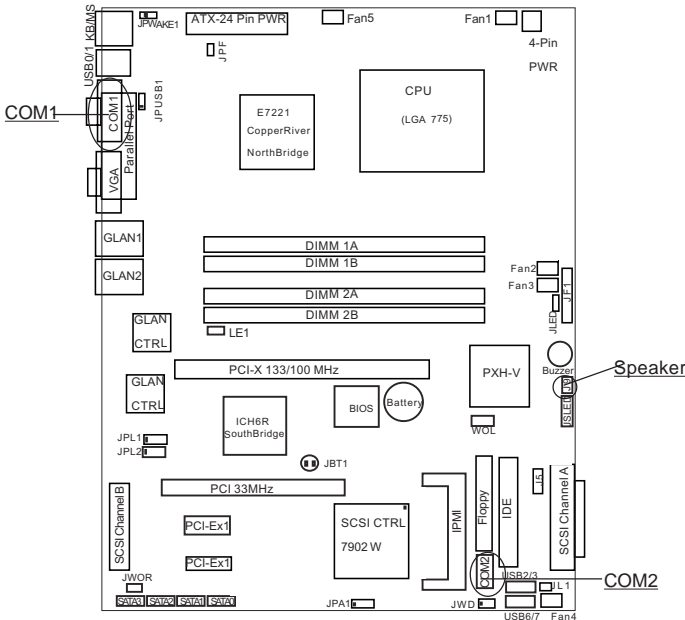 KB/MS
JPWAKE1
ATX-24 Pin PWR
Fan5
Fan1
4-Pin
PWR
JPF
USB0/1
JPUSB1
COM1
COM1
Parallel Port
CPU
(LGA 775)
E7221
CopperRiver
NorthBridge
VGA
GLAN1
GLAN2
DIMM 1A
DIMM 1B
DIMM 2A
DIMM 2B
Fan2
Fan3
JF1
JLED
GLAN
CTRL
LE1
PCI-X 133/100 MHz
PXH-V
Buzzer
Speaker
J9
JSLED
GLAN
CTRL
ICH6R
SouthBridge
BIOS
Battery
WOL
JPL1
JPL2
JBT1
PCI 33MHz
SCSI Channel B
PCI-Ex1
PCI-Ex1
SCSI CTRL
7902 W
IPMI
Floppy
IDE
J5
SCSI Channel A
COM2
COM2
USB2/3
JL1
JWOR
SATA3
SATA2
SATA1
SATA0
JPA1
JWD
USB6/7
Fan4